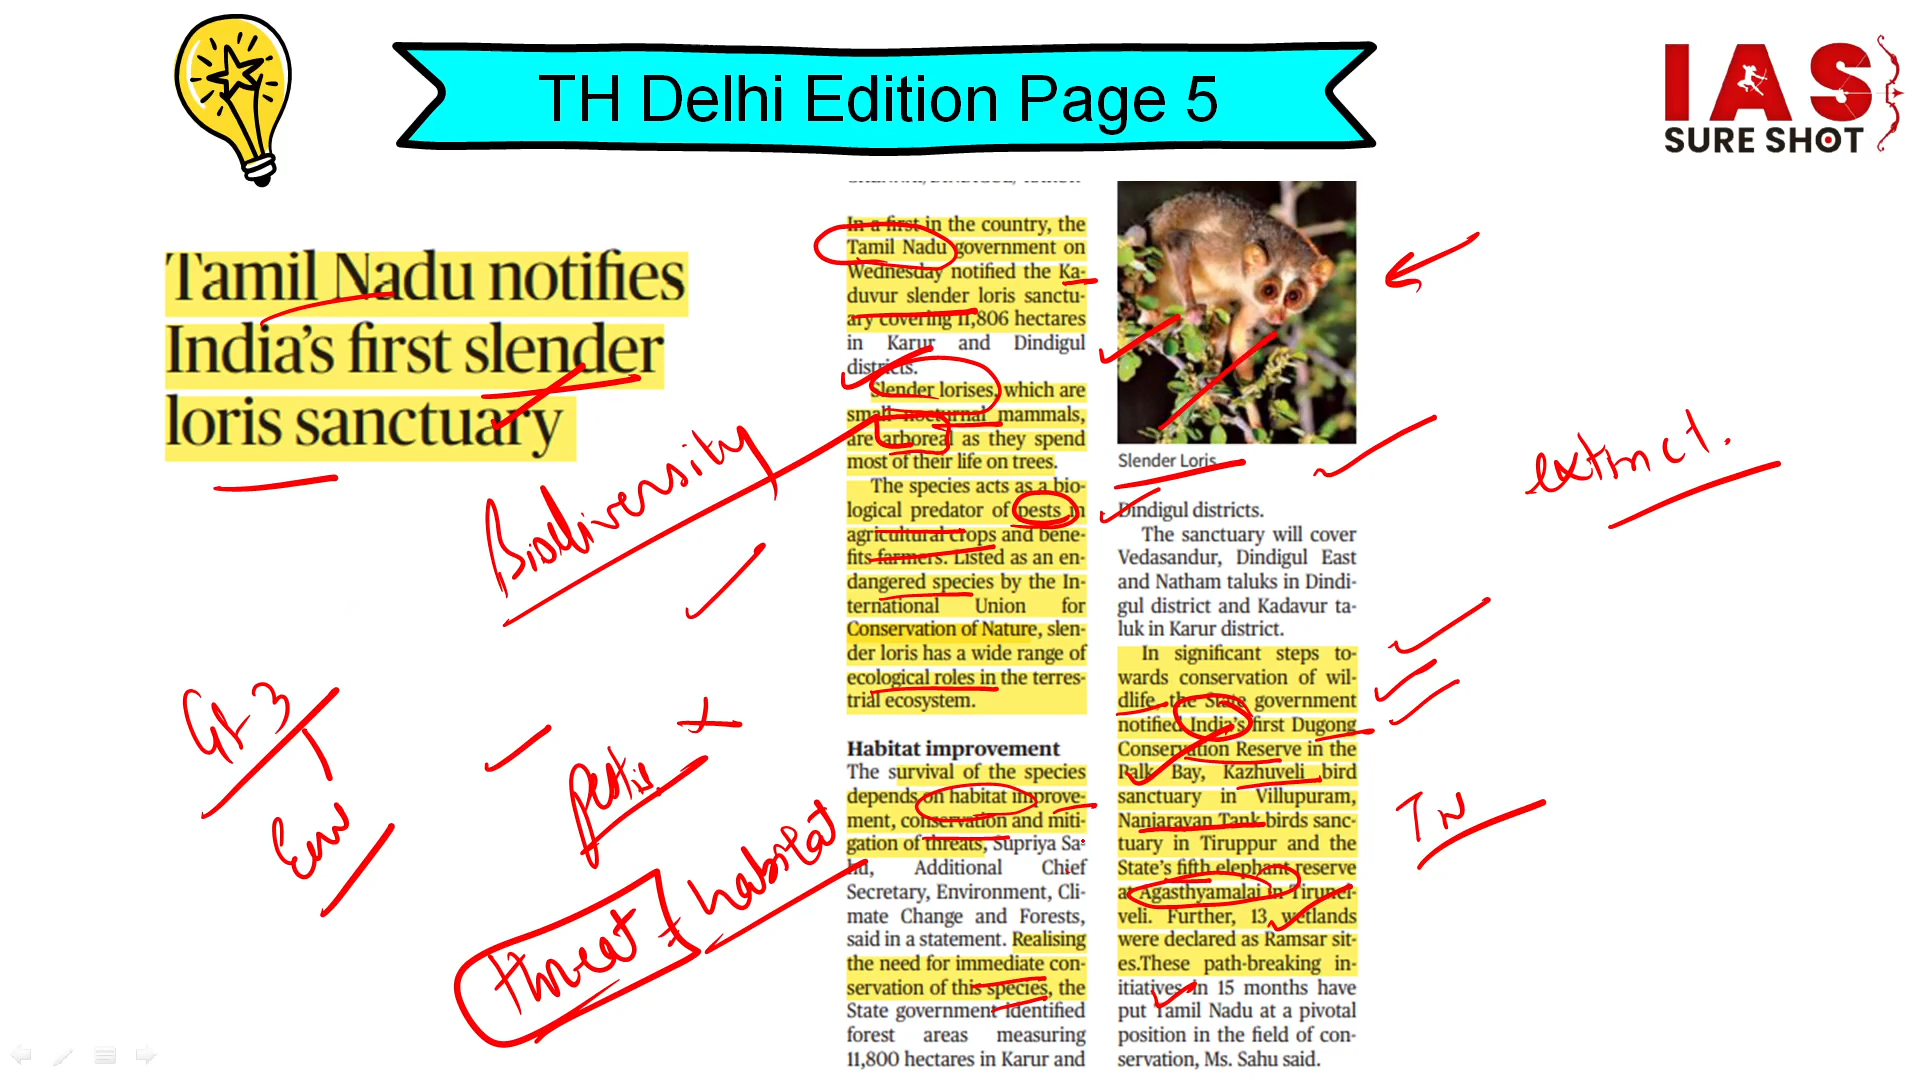 TH Delhi Edition Page 5
IAS
SURE SHOT
Tamil Nadu notifies
India's first slender
loris sanctuary
In a first in the country, the
Tamil Nadu government on
Wednesday notified the Ka-
duvur slender loris sanctu-
ary covering 11,806 hectares
in Karur and Dindigul
districts.
Slender lorises, which are
small nocturnal mammals,
are arboreal as they spend
most of their life on trees.
The species acts as a bio-
logical predator of pests in
agricultural crops and bene-
fits farmers. Listed as an en-
dangered species by the In-
ternational Union for
Conservation of Nature, slen-
der loris has a wide range of
ecological roles in the terres-
trial ecosystem.
Habitat improvement
The survival of the species
depends on habitat improve-
ment, conservation and miti-
gation of threats, Supriya Sa-
hu, Additional Chief
Secretary, Environment, Cli-
mate Change and Forests,
said in a statement. Realising
the need for immediate con-
servation of this species, the
State government identified
forest areas measuring
11,800 hectares in Karur and
Slender Loris
Dindigul districts.
The sanctuary will cover
Vedasandur, Dindigul East
and Natham taluks in Dindi-
gul district and Kadavur ta-
luk in Karur district.
In significant steps to-
wards conservation of wil-
dlife, the State government
notified India's first Dugong
Conservation Reserve in the
Palk Bay, Kazhuveli bird
sanctuary in Villupuram,
Nanjarayan Tank birds sanc-
tuary in Tiruppur and the
State's fifth elephant reserve
at Agasthyamalai in Tirunel-
veli. Further, 13 wetlands
were declared as Ramsar sit-
es.These path-breaking in-
itiatives in 15 months have
put Tamil Nadu at a pivotal
position in the field of con-
servation, Ms. Sahu said.
Biodiversity
extinct.
threat
habitat
TN